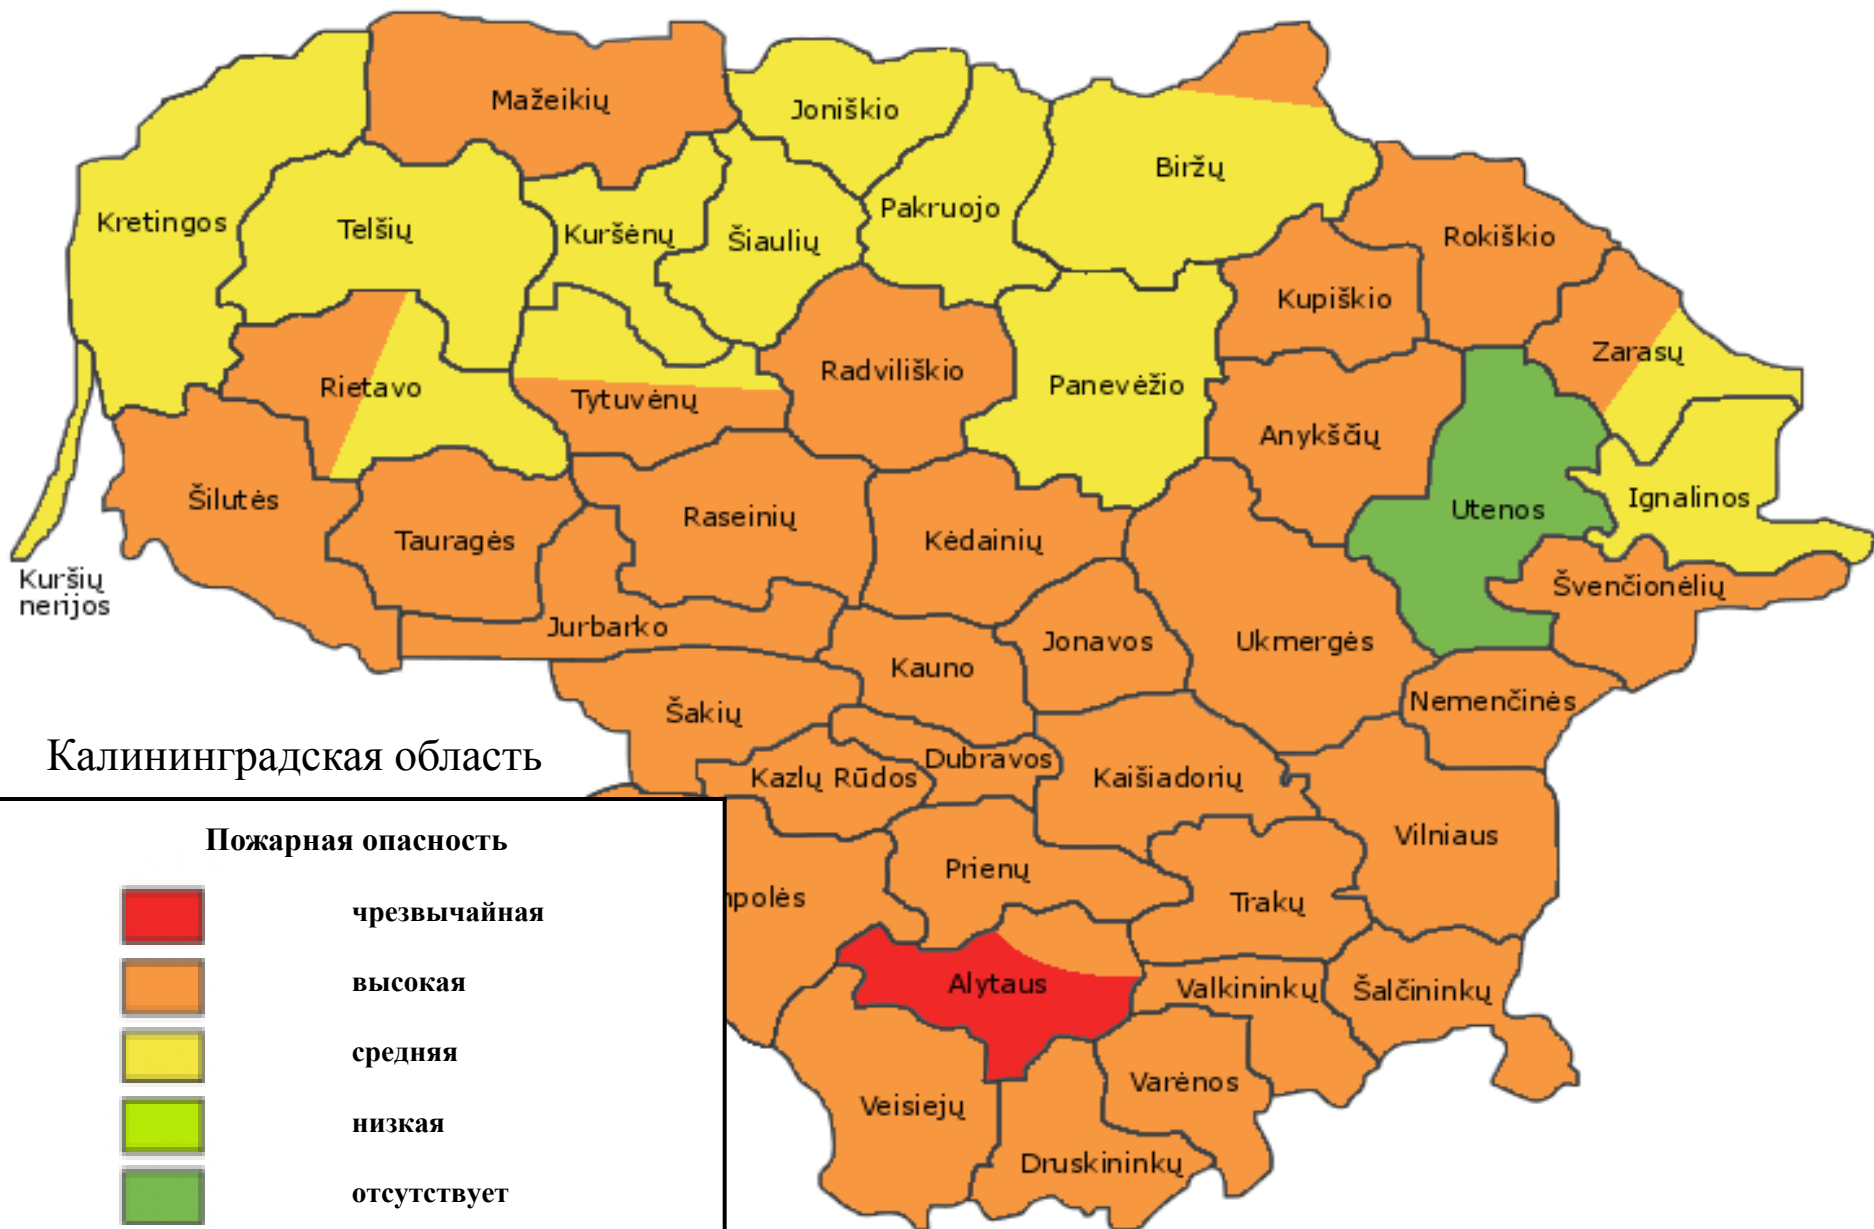 Mažeikių
Joniškio
Biržų
Kretingos
Telšių
Kuršėnų
Šiaulių
Pakruojo
Rokiškio
Kupiškio
Zarasų
Rietavo
Tytuvėnų
Radviliškio
Panevėžio
Anykščių
Šilutės
Tauragės
Raseinių
Kėdainių
Utenos
Ignalinos
Kuršių
nerijos
Švenčionėlių
Jurbarko
Kauno
Jonavos
Ukmergės
Šakių
Nemenčinės
Калининградская область
Kazlų Rūdos
Dubravos
Kaišiadorių
Vilniaus
Пожарная опасность
Prienų
Trakų
polės
чрезвычайная
высокая
Alytaus
Valkininkų
Šalčininkų
средняя
Veisiejų
Varėnos
низкая
Druskininkų
отсутствует